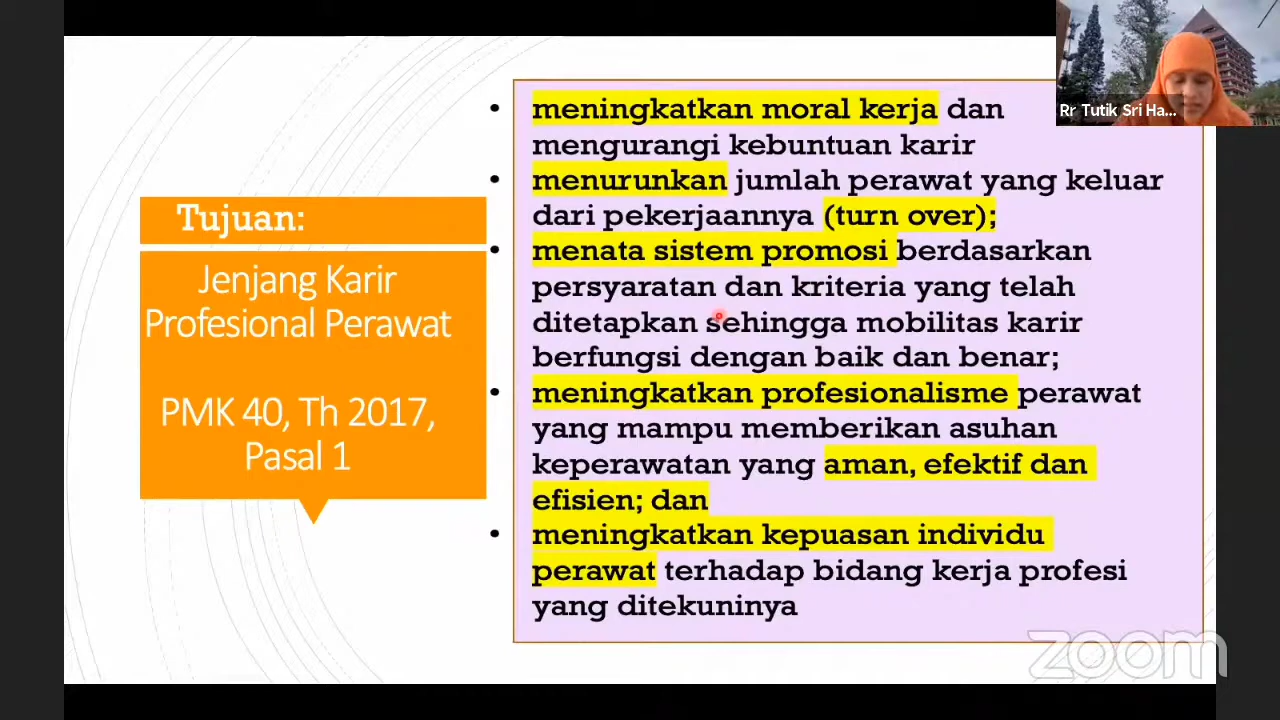 Tujuan:
Jenjang Karir
Profesional Perawat
PMK 40, Th 2017,
Pasal 1
• meningkatkan moral kerja dan
mengurangi kebuntuan karir
• menurunkan jumlah perawat yang keluar
dari pekerjaannya (turn over);
• menata sistem promosi berdasarkan
persyaratan dan kriteria yang telah
ditetapkan sehingga mobilitas karir
berfungsi dengan baik dan benar;
• meningkatkan profesionalisme perawat
yang mampu memberikan asuhan
keperawatan yang aman, efektif dan
efisien; dan
• meningkatkan kepuasan individu
perawat terhadap bidang kerja profesi
yang ditekuninya
Rr Tutik Sri Ha...
zoom